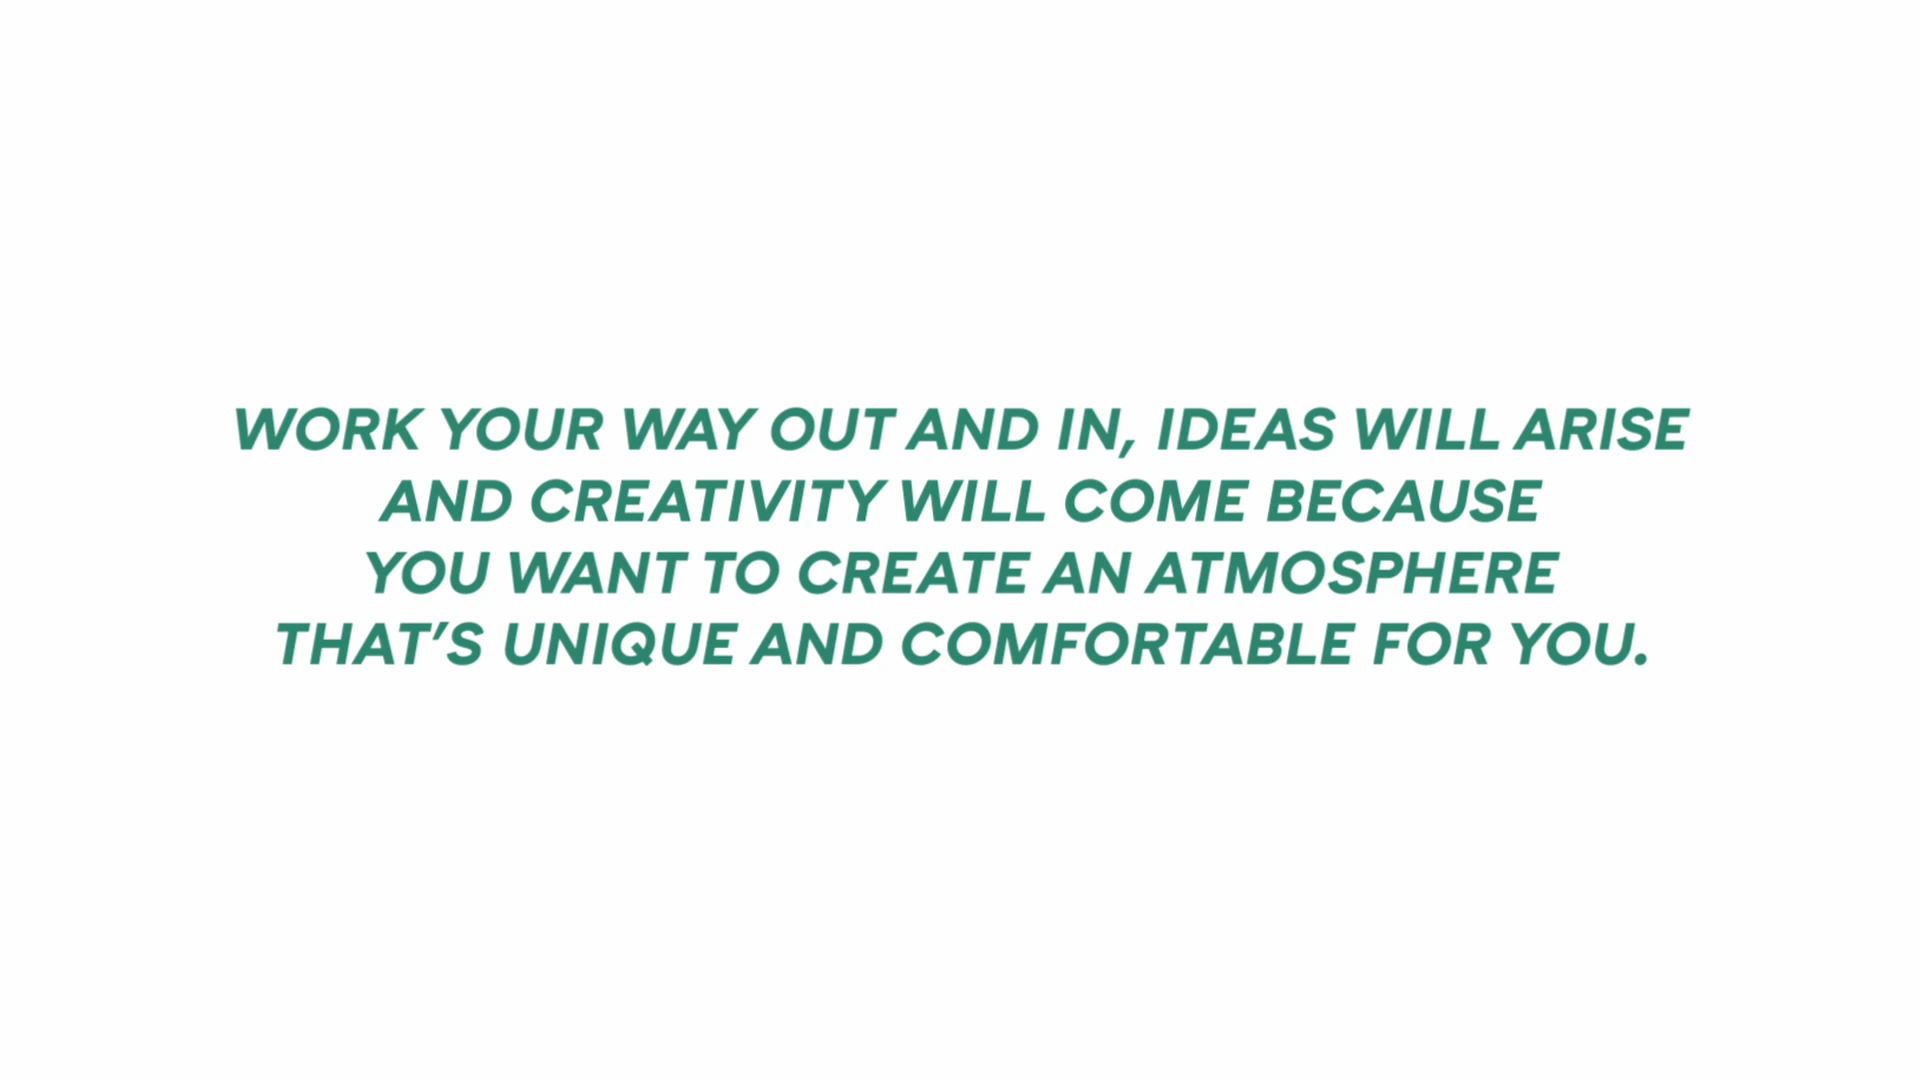 WORK YOUR WAY OUT AND IN, IDEAS WILL ARISE
AND CREATIVITY WILL COME BECAUSE
YOU WANT TO CREATE AN ATMOSPHERE
THAT’S UNIQUE AND COMFORTABLE FOR YOU.